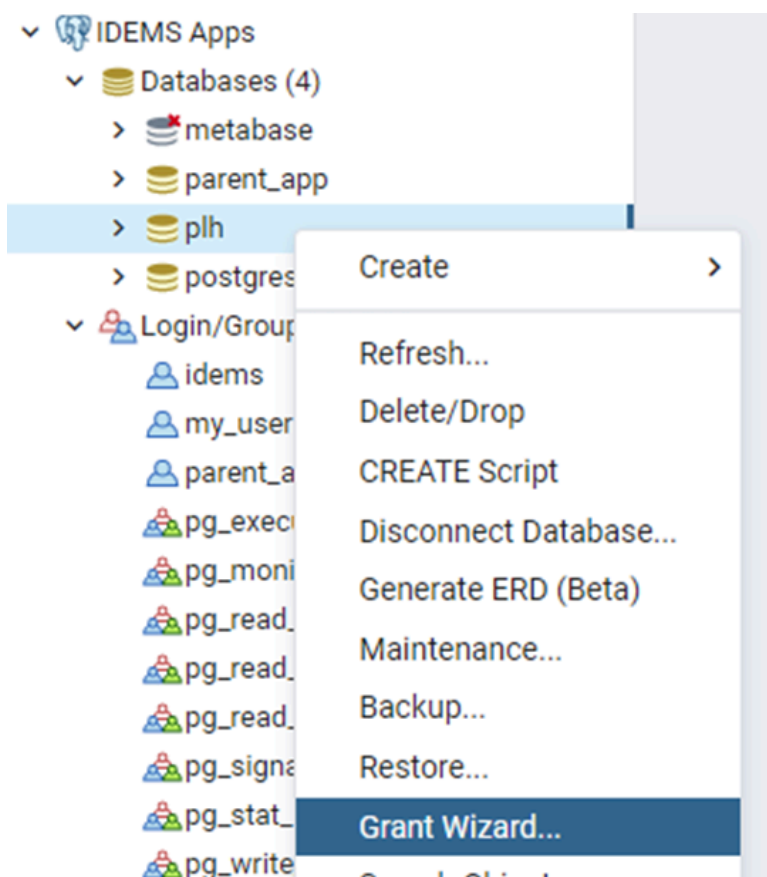 IDEMS Apps
Databases (4)
metabase
parent_app
plh
postgres
Login/Group
idems
my_user
parent_a
pg_exec
pg_moni
pg_read_
pg_read_
pg_read_
pg_signa
pg_stat_
pg_write
Create
Refresh...
Delete/Drop
CREATE Script
Disconnect Database...
Generate ERD (Beta)
Maintenance...
Backup...
Restore...
Grant Wizard...